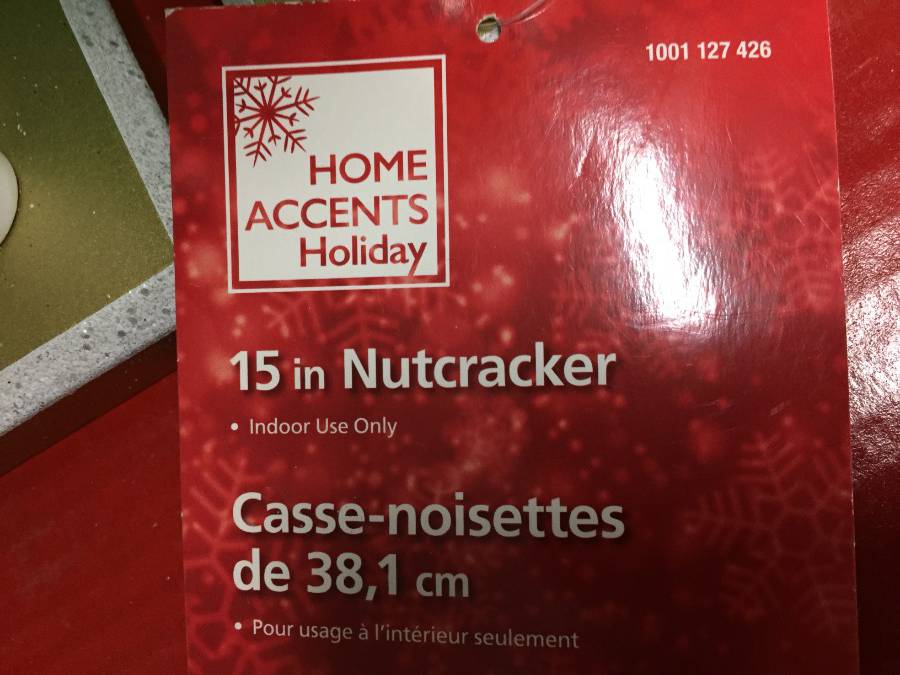 1001 127 426
HOME
ACCENTS
Holiday
15 in Nutcracker
• Indoor Use Only
Casse-noisettes
de 38,1 cm
• Pour usage à l'intérieur seulement